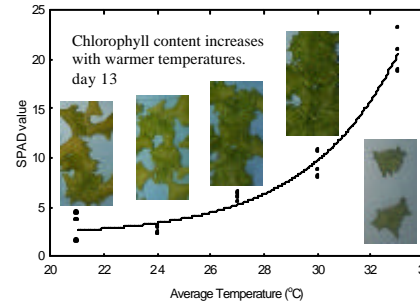 25
Chlorophyll content increases
with warmer temperatures.
day 13
20
15
SPAD value
10
5
0
20 22 24 26 28 30 32
Average Temperature (°C)